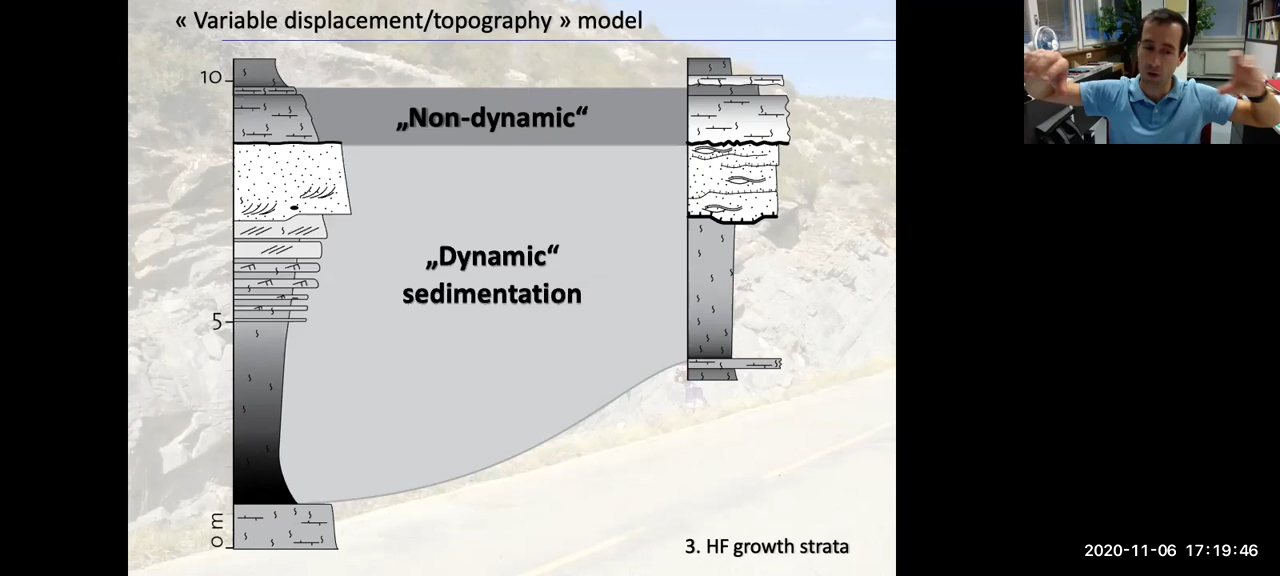 « Variable displacement/topography » model
10
„Non-dynamic“
„Dynamic“
sedimentation
5
0 m
3. HF growth strata
2020-11-06 17:19:46